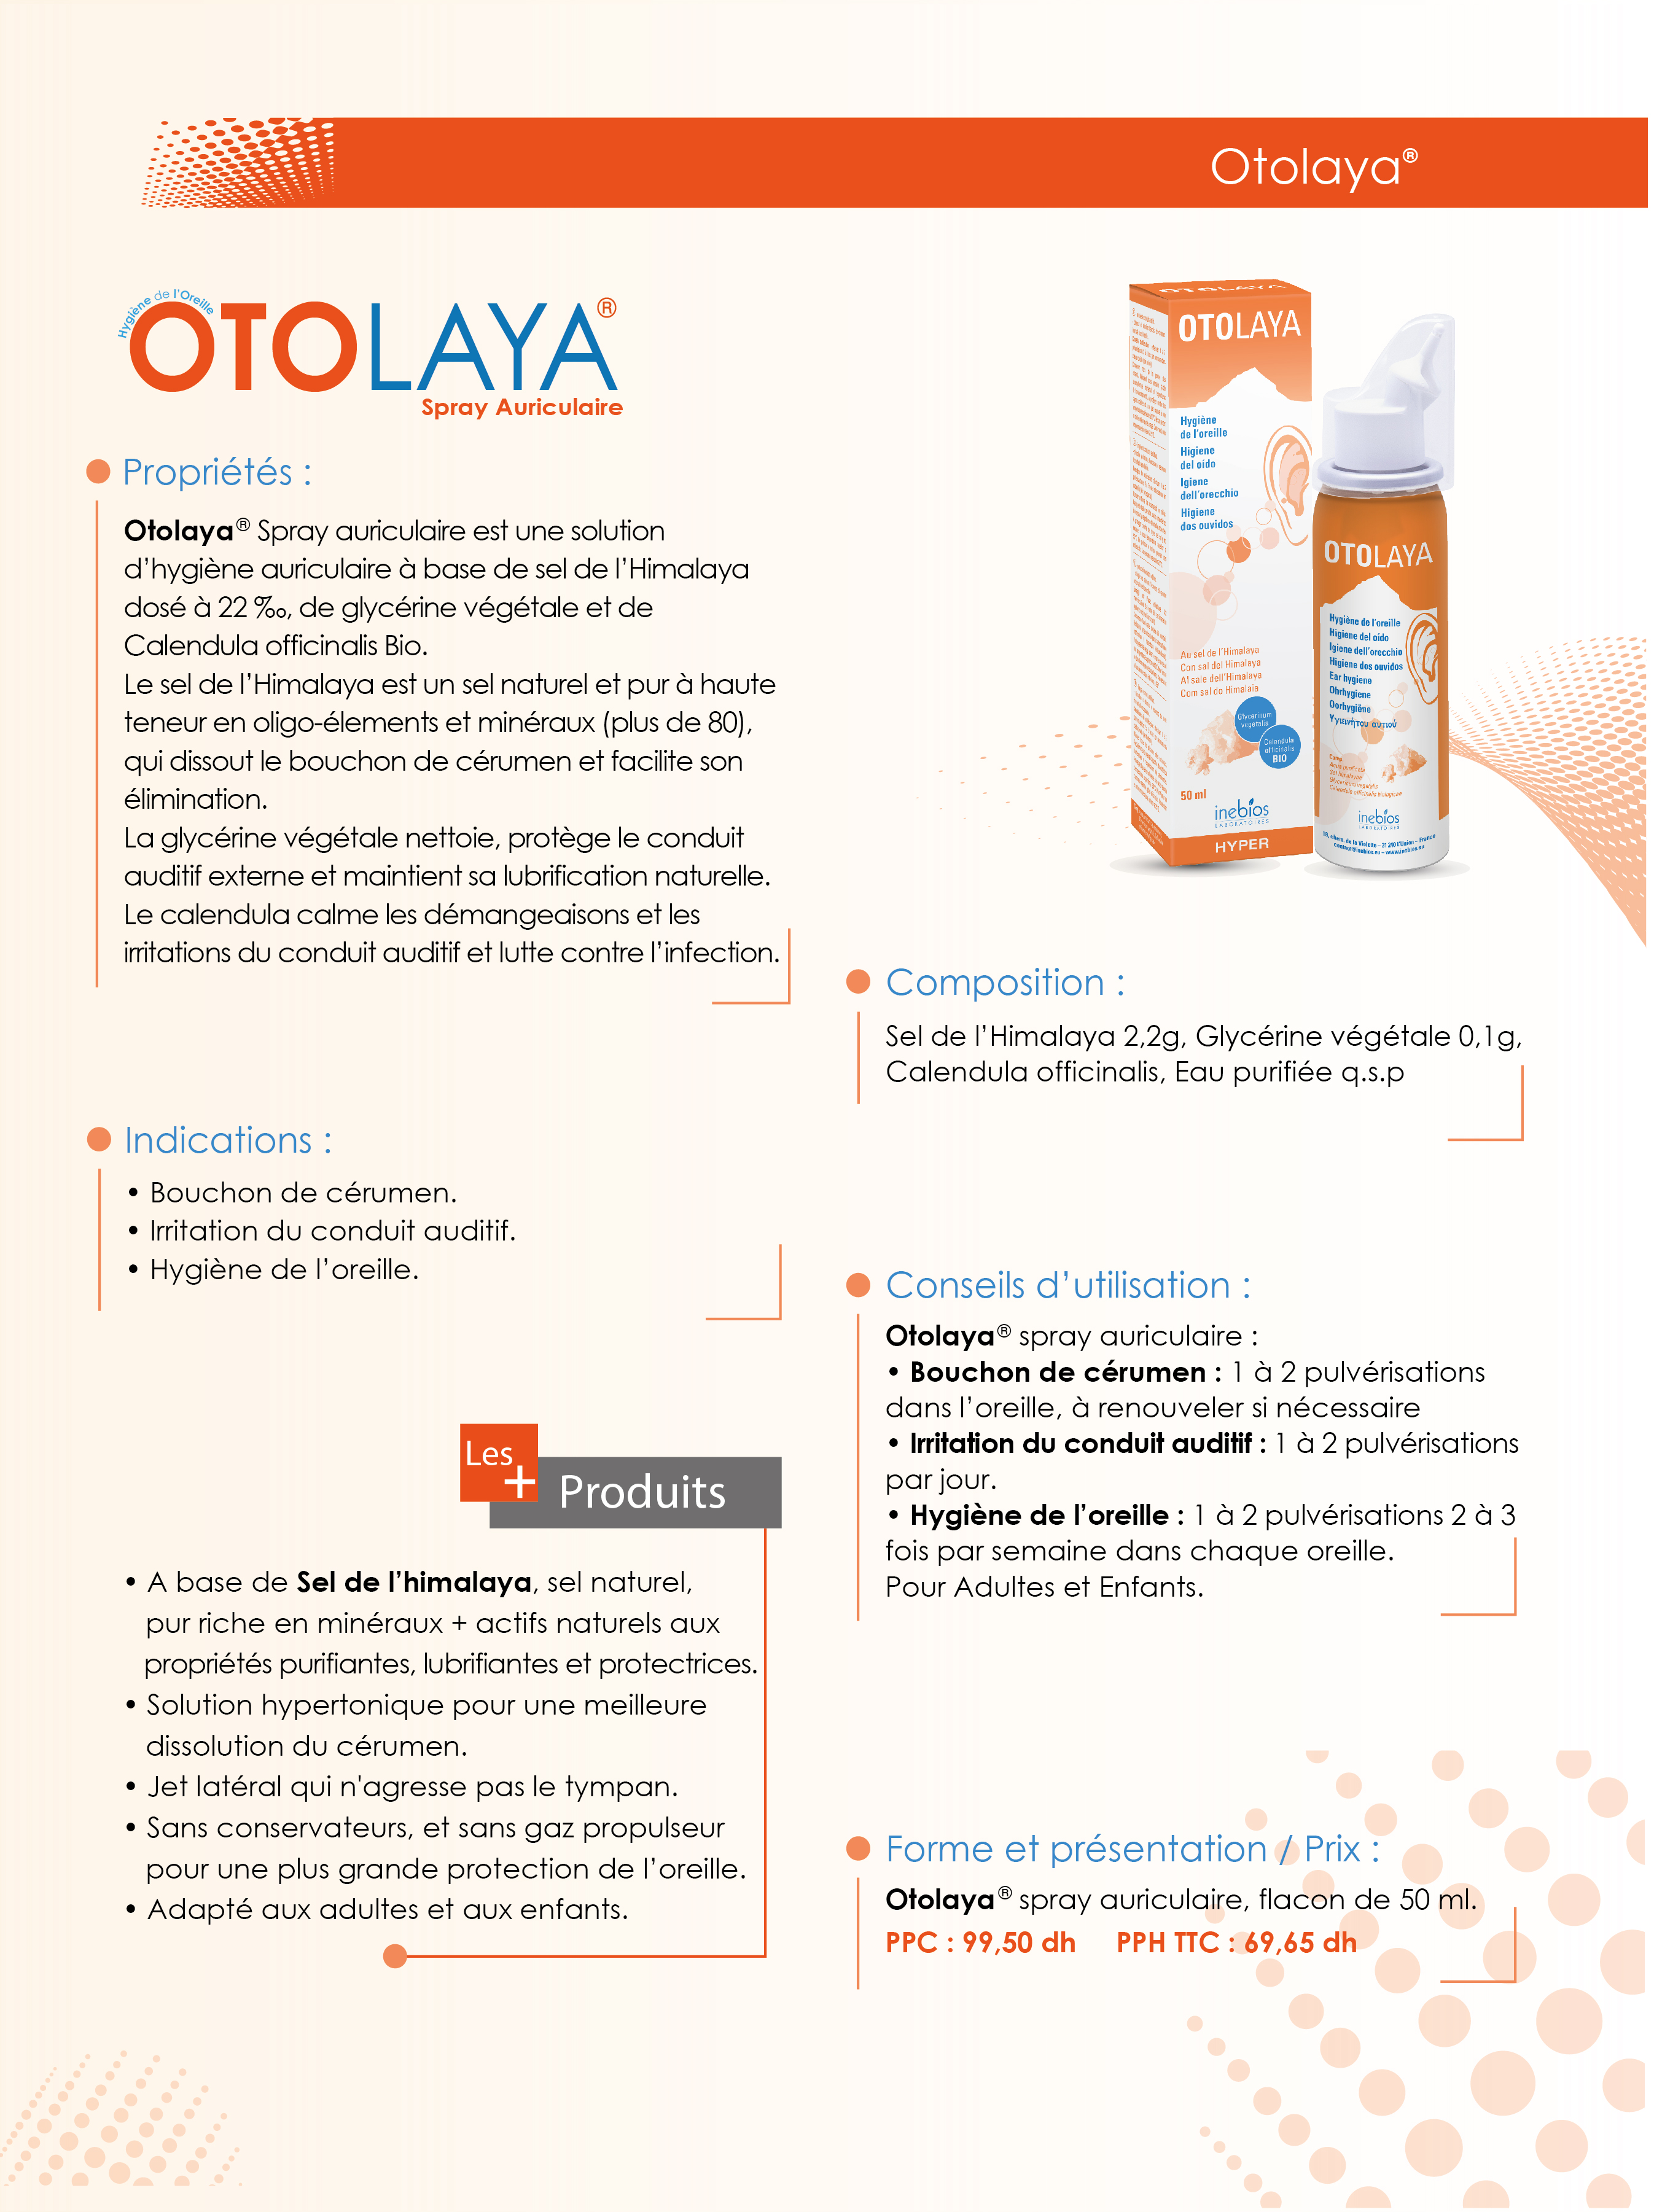 Otolaya®
Hygiène de l'Oreille
OTOLAYA®
Spray Auriculaire
Propriétés :
Otolaya® Spray auriculaire est une solution
d'hygiène auriculaire à base de sel de l'Himalaya
dosé à 22 ‰, de glycérine végétale et de
Calendula officinalis Bio.
Le sel de l'Himalaya est un sel naturel et pur à haute
teneur en oligo-élements et minéraux (plus de 80),
qui dissout le bouchon de cérumen et facilite son
élimination.
La glycérine végétale nettoie, protège le conduit
auditif externe et maintient sa lubrification naturelle.
Le calendula calme les démangeaisons et les
irritations du conduit auditif et lutte contre l'infection.
Indications :
• Bouchon de cérumen.
• Irritation du conduit auditif.
• Hygiène de l'oreille.
Les +
Produits
• A base de Sel de l'himalaya, sel naturel,
pur riche en minéraux + actifs naturels aux
propriétés purifiantes, lubrifiantes et protectrices.
• Solution hypertonique pour une meilleure
dissolution du cérumen.
• Jet latéral qui n'agresse pas le tympan.
• Sans conservateurs, et sans gaz propulseur
pour une plus grande protection de l'oreille.
• Adapté aux adultes et aux enfants.
OTOLAYA
OTOLAYA
Hygiène
de l'oreille
Higiene
del oído
Igiene
dell'orecchio
Higiene
dos ouvidos
Au sel de l'Himalaya
Con sal del Himalaya
Al sale dell'Himalaya
Com sal do Himalaia
Glycerinum
vegetalis
Calendula
officinalis
BIO
50 ml
inebios
LABORATOIRES
HYPER
OTOLAYA
Hygiène de l'oreille
Higiene del oído
Igiene dell'orecchio
Higiene dos ouvidos
Ear hygiene
Ohrhygiene
Oorhygiëne
Υγιεινήτου αυτιού
inebios
LABORATOIRES
Composition :
Sel de l'Himalaya 2,2g, Glycérine végétale 0,1g,
Calendula officinalis, Eau purifiée q.s.p
Conseils d'utilisation :
Otolaya® spray auriculaire :
• Bouchon de cérumen : 1 à 2 pulvérisations
dans l'oreille, à renouveler si nécessaire
• Irritation du conduit auditif : 1 à 2 pulvérisations
par jour.
• Hygiène de l'oreille : 1 à 2 pulvérisations 2 à 3
fois par semaine dans chaque oreille.
Pour Adultes et Enfants.
Forme et présentation / Prix :
Otolaya® spray auriculaire, flacon de 50 ml.
PPC : 99,50 dh PPH TTC : 69,65 dh